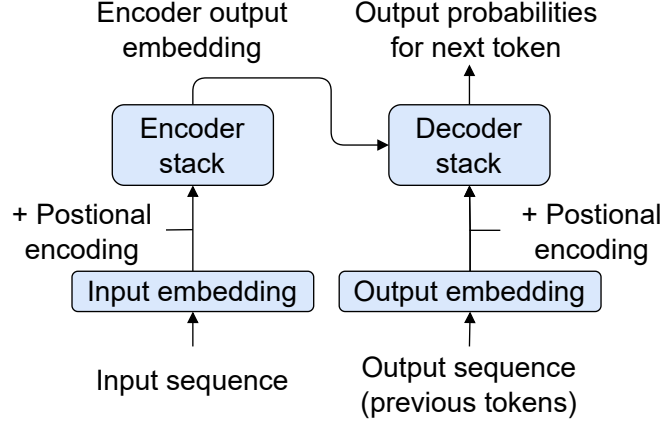 Encoder output
embedding
Output probabilities
for next token
Encoder
stack
Decoder
stack
+ Postional
encoding
+ Postional
encoding
Input embedding
Output embedding
Input sequence
Output sequence
(previous tokens)